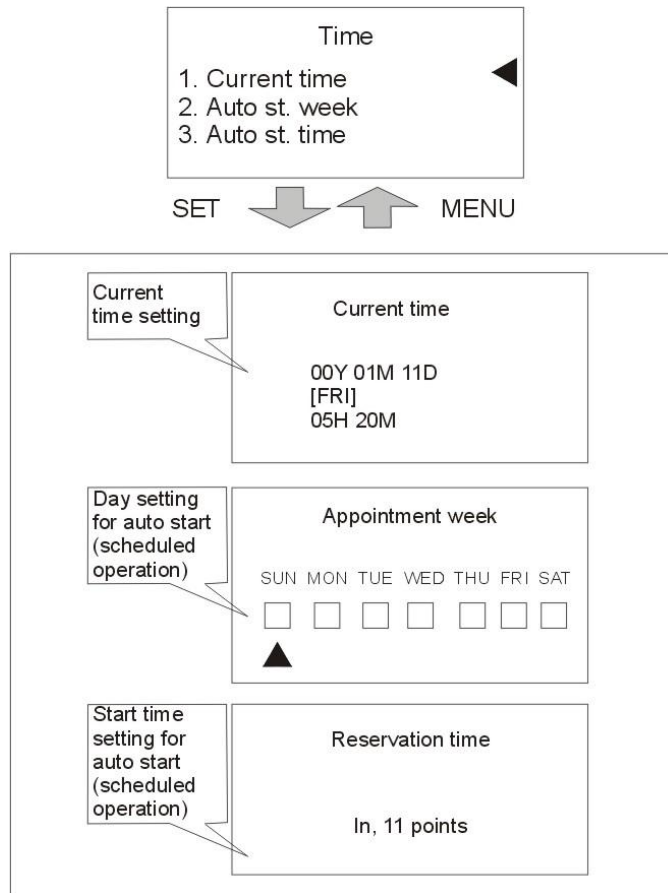 Time
1. Current time
2. Auto st. week
3. Auto st. time
SET
MENU
Current
time setting
Current time
00Y 01M 11D
[FRI]
05H 20M
Day setting
for auto start
(scheduled
operation)
Appointment week
SUN MON TUE WED THU FRI SAT
Start time
setting for
auto start
(scheduled
operation)
Reservation time
In, 11 points